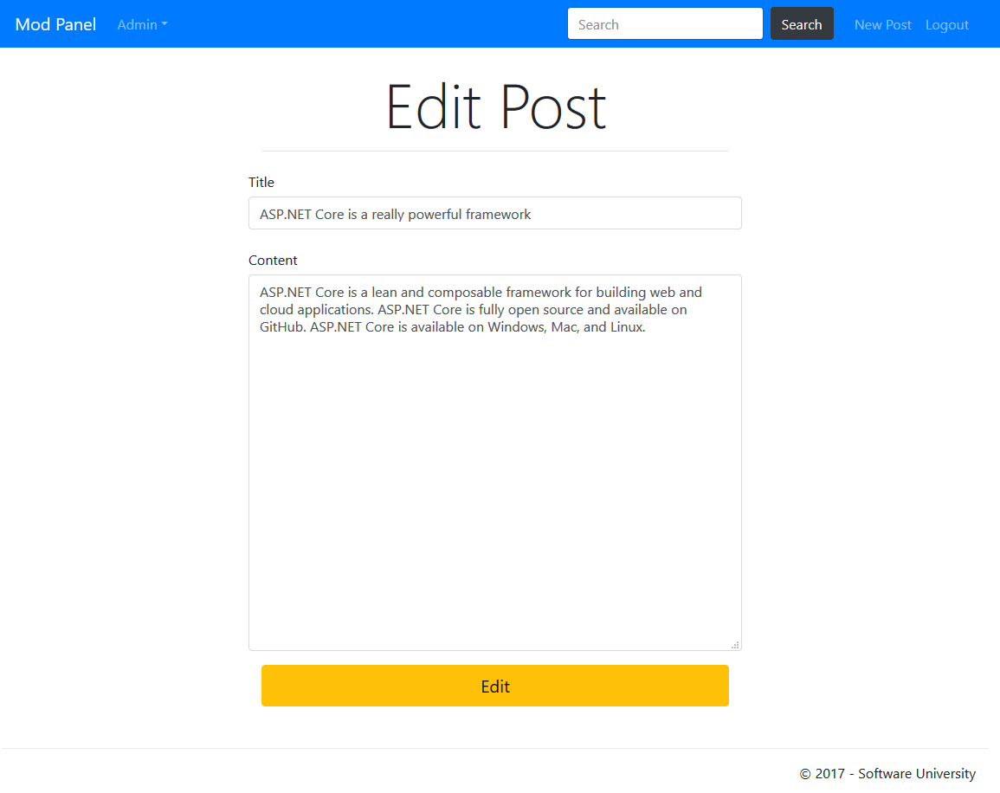 Mod Panel Admin Search Search New Post Logout
Edit Post
Title
ASP.NET Core is a really powerful framework
Content
ASP.NET Core is a lean and composable framework for building web and
cloud applications. ASP.NET Core is fully open source and available on
GitHub. ASP.NET Core is available on Windows, Mac, and Linux.
Edit
© 2017 - Software University